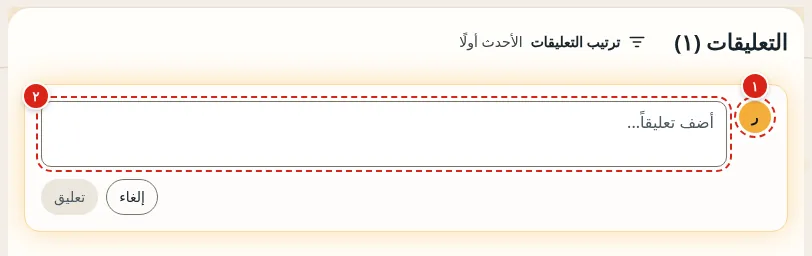 التعليقات (١)
ترتيب التعليقات الأحدث أولًا
١
ر
٢
أضف تعليقاً...
إلغاء
تعليق